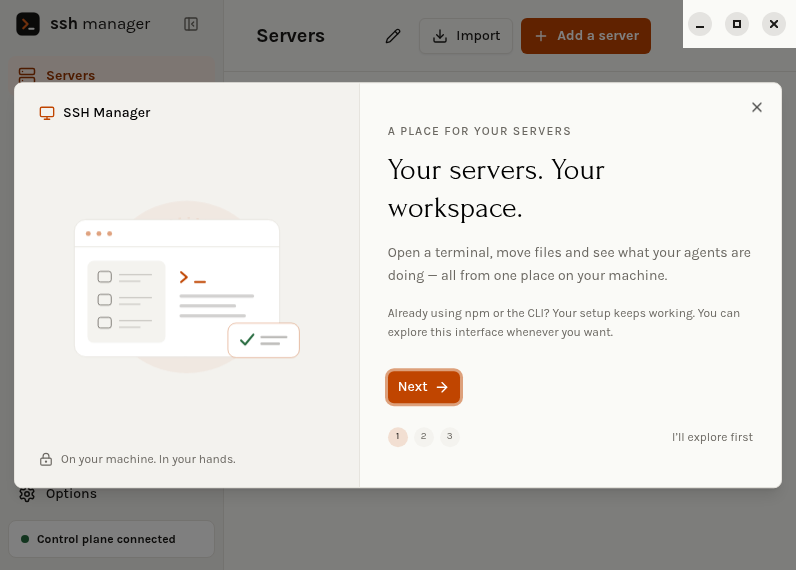 ssh manager
Servers
Import
Add a server
Servers
SSH Manager
On your machine. In your hands.
A PLACE FOR YOUR SERVERS
Your servers. Your
workspace.
Open a terminal, move files and see what your agents are
doing — all from one place on your machine.
Already using npm or the CLI? Your setup keeps working. You can
explore this interface whenever you want.
Next
1 2 3
I'll explore first
Options
Control plane connected